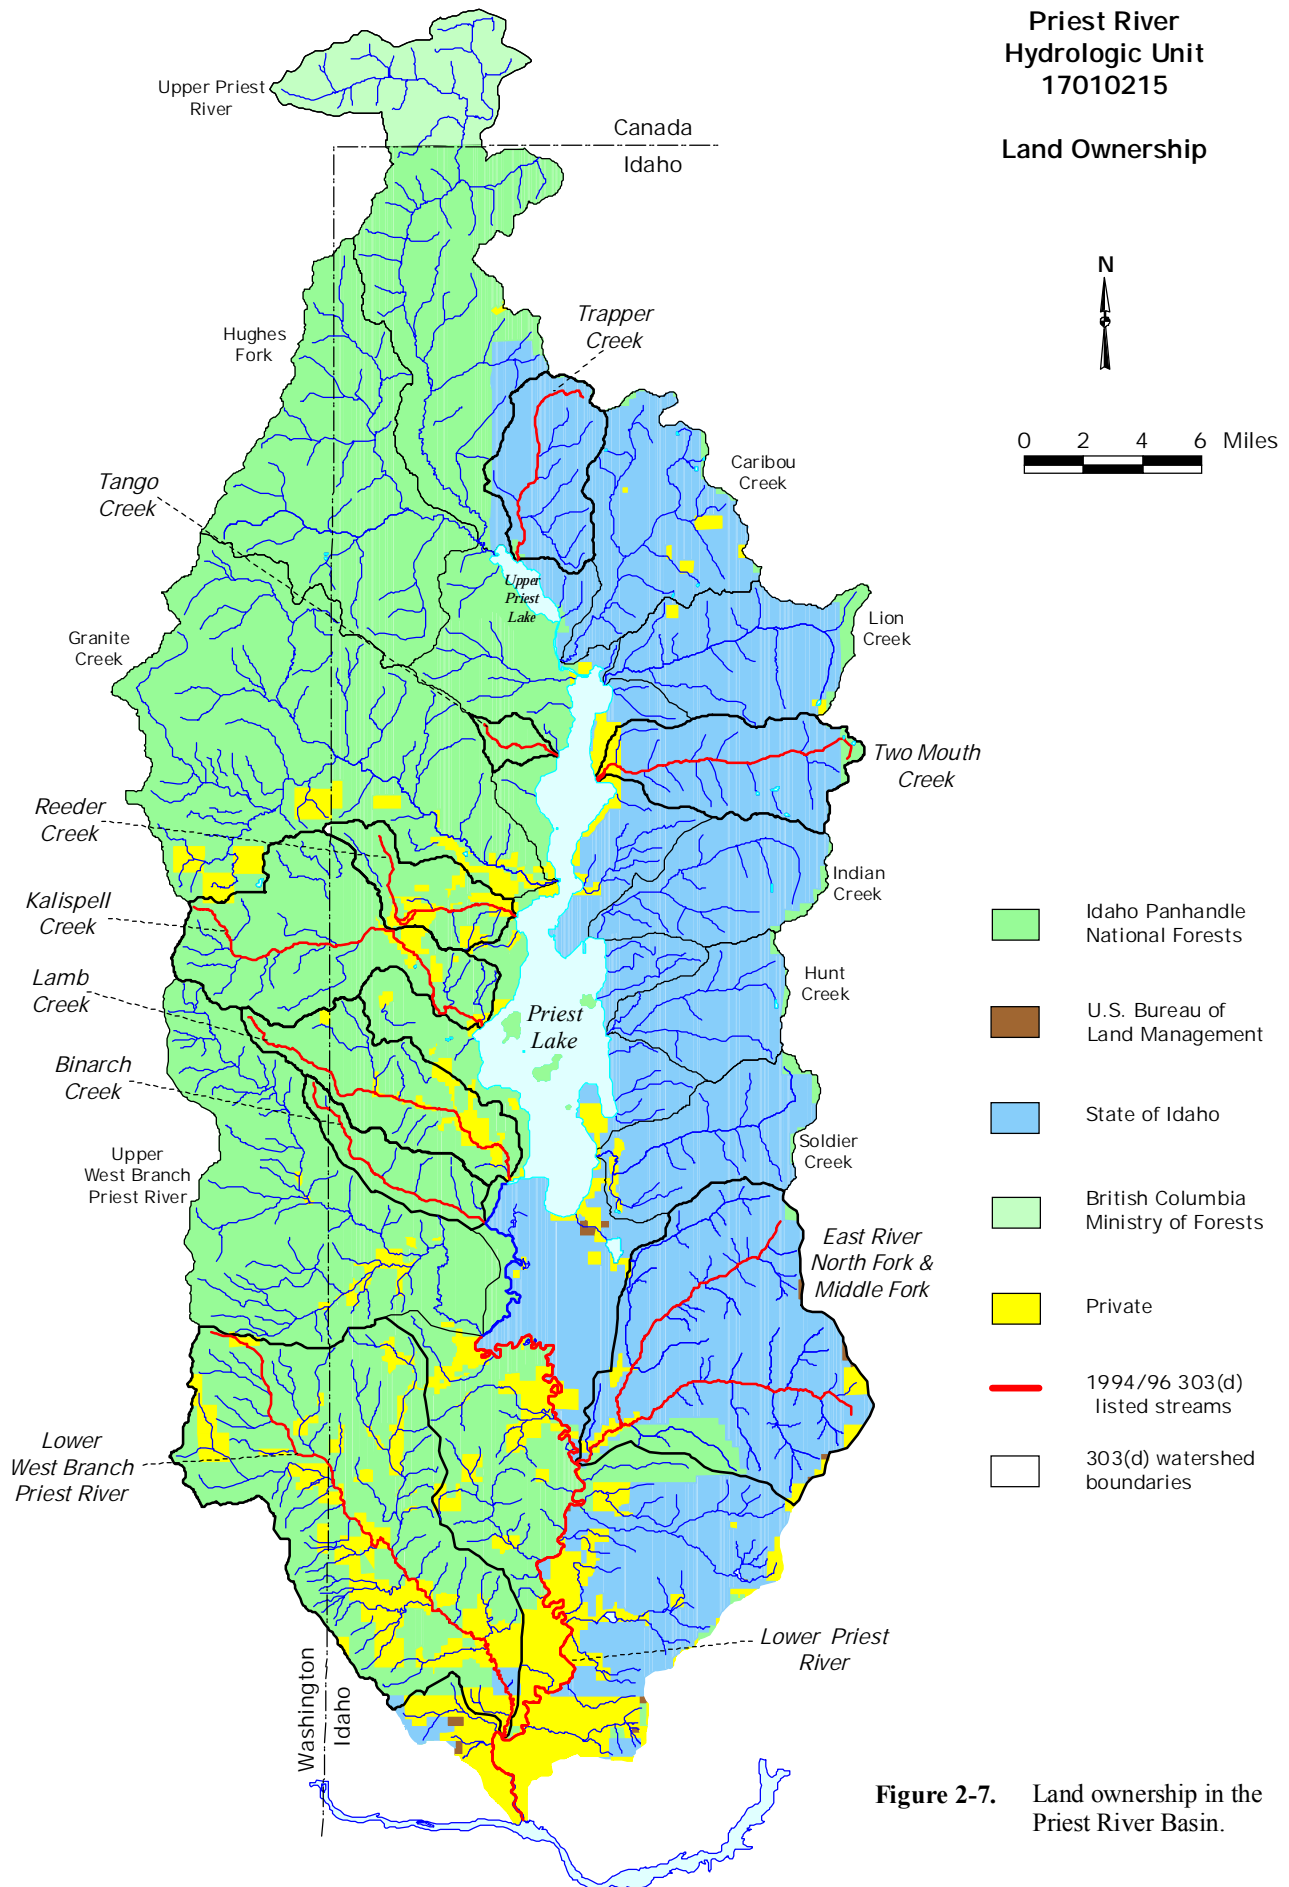 Priest River
Hydrologic Unit
17010215
Land Ownership
Upper Priest
River
Canada
Idaho
N
Trapper
Creek
Hughes
Fork
0 2 4 6 Miles
Caribou
Creek
Tango
Creek
Upper
Priest
Lake
Lion
Creek
Granite
Creek
Two Mouth
Creek
Reeder
Creek
Indian
Creek
Kalispell
Creek
Idaho Panhandle
National Forests
Lamb
Creek
Hunt
Creek
Priest
Lake
U.S. Bureau of
Land Management
Binarch
Creek
State of Idaho
Upper
West Branch
Priest River
Soldier
Creek
British Columbia
Ministry of Forests
East River
North Fork &
Middle Fork
Private
1994/96 303(d)
listed streams
Lower
West Branch
Priest River
303(d) watershed
boundaries
Lower Priest
River
Washington
Idaho
Figure 2-7. Land ownership in the
Priest River Basin.